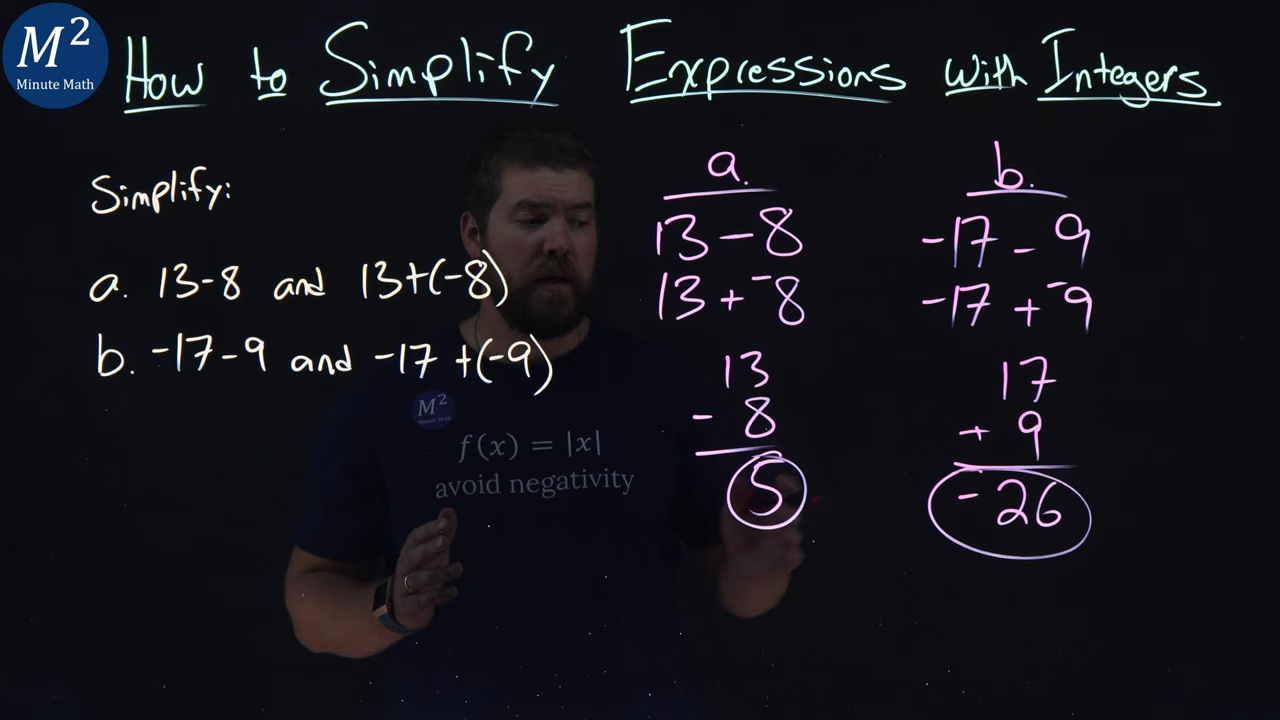 M²
Minute Math
How to Simplify Expressions with Integers
Simplify:
a. 13-8 and 13+(-8)
b. -17-9 and -17+(-9)
M²
Minute Math
f(x) = |x|
avoid negativity
a.
13-8
13+⁻8
13
- 8
5
b.
-17-9
-17+⁻9
17
+ 9
-26